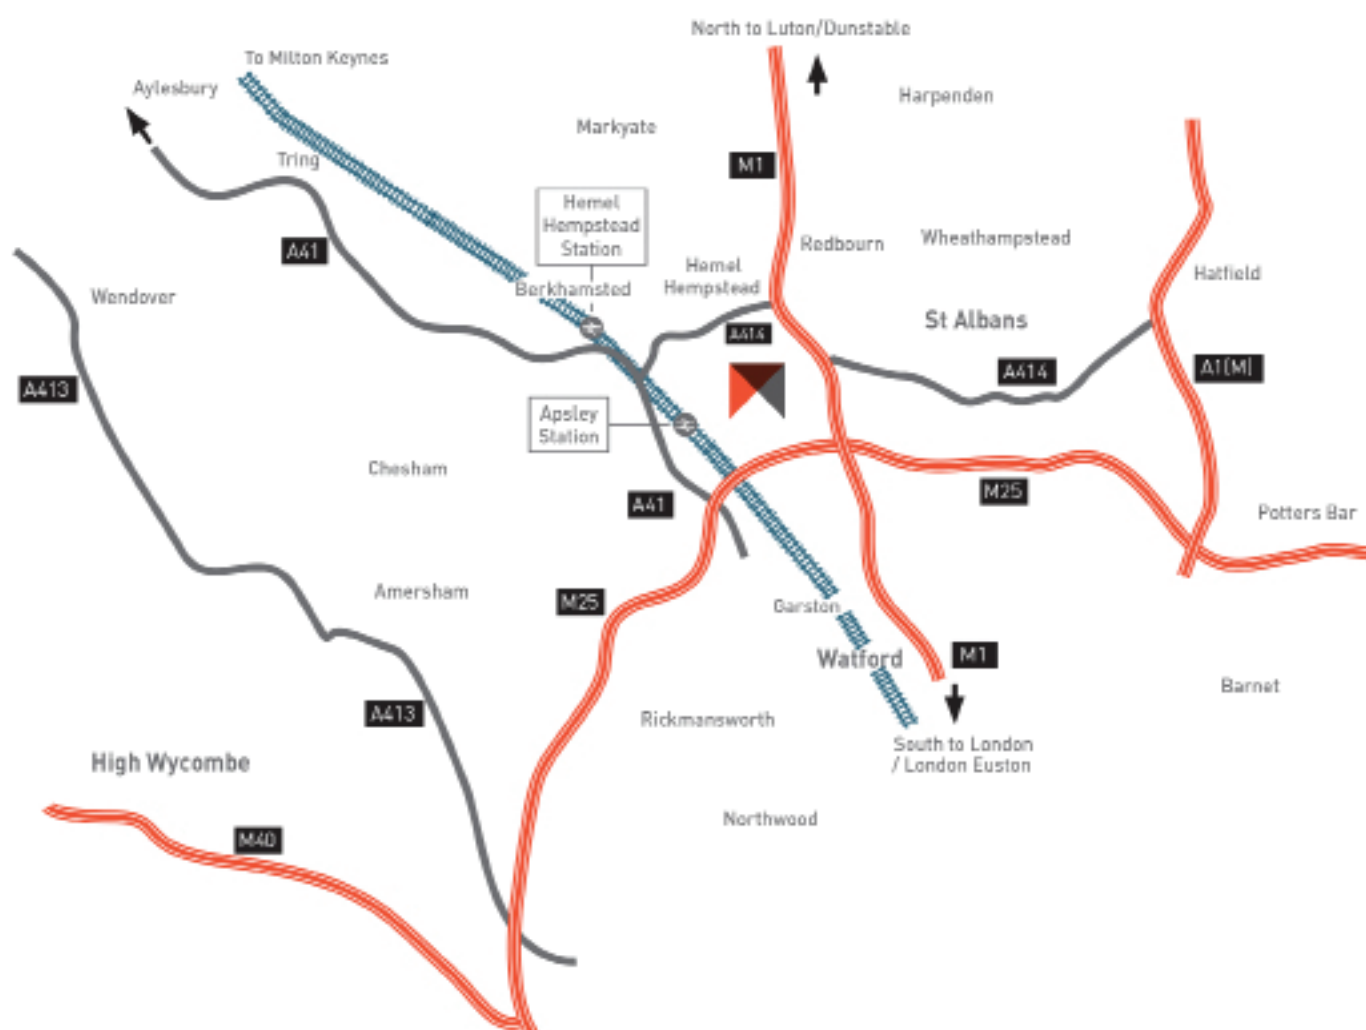 North to Luton/Dunstable
To Milton Keynes
Aylesbury
Harpenden
Markyate
Tring
M1
Hemel
Hempstead
Station
A41
Redbourn
Wheathampstead
Hemel
Hempstead
Hatfield
Wendover
Berkhamsted
St Albans
A414
A413
A414
A1(M)
Apsley
Station
Chesham
A41
M25
Potters Bar
Amersham
M25
Garston
Watford
M1
Barnet
A413
Rickmansworth
South to London
/ London Euston
High Wycombe
Northwood
M40